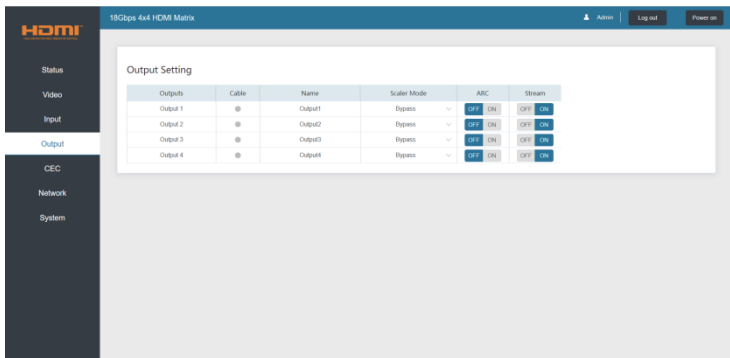 HDMI
18Gbps 4x4 HDMI Matrix
Admin
Log out
Power on
Status
Video
Input
Output
CEC
Network
System
Output Setting
Outputs Cable Name Scaler Mode ARC Stream
Output 1 Output1 Bypass OFF ON OFF ON
Output 2 Output2 Bypass OFF ON OFF ON
Output 3 Output3 Bypass OFF ON OFF ON
Output 4 Output4 Bypass OFF ON OFF ON